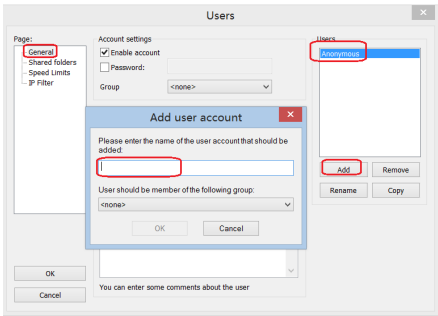 Users
Page:
General
Shared folders
Speed Limits
IP Filter
Account settings
Enable account
Password:
Group
<none>
Users
Anonymous
Add
Remove
Rename
Copy
Add user account
Please enter the name of the user account that should be
added:
User should be member of the following group:
<none>
OK
Cancel
You can enter some comments about the user
OK
Cancel